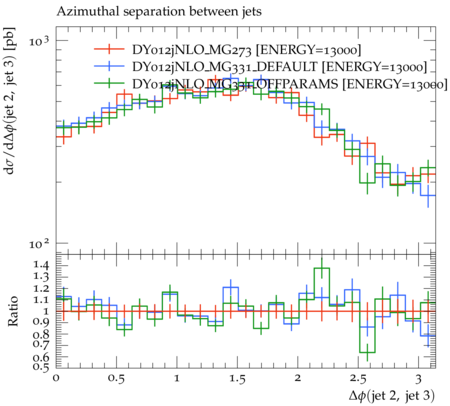 Azimuthal separation between jets
dσ/dΔϕ(jet 2, jet 3) [pb]
10³
DY012jNLO_MG273 [ENERGY=13000]
DY012jNLO_MG331_DEFAULT [ENERGY=13000]
DY012jNLO_MG331_OFFPARAMS [ENERGY=13000]
10²
Ratio
1.4
1.3
1.2
1.1
1
0.9
0.8
0.7
0.6
0.5
0 0.5 1 1.5 2 2.5 3
Δϕ(jet 2, jet 3)